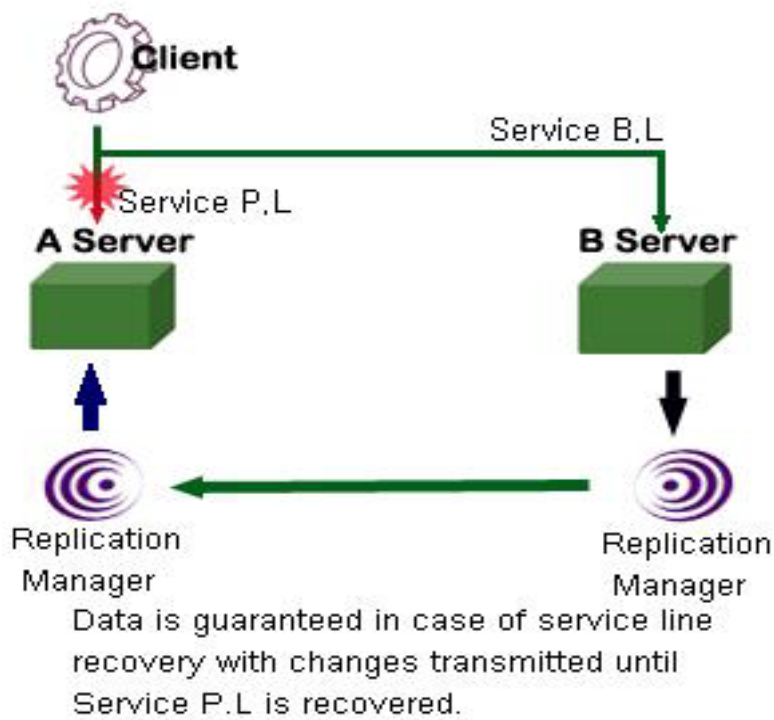 Client
Service B,L
Service P,L
A Server
B Server
Replication
Manager
Replication
Manager
Data is guaranteed in case of service line
recovery with changes transmitted until
Service P.L is recovered.